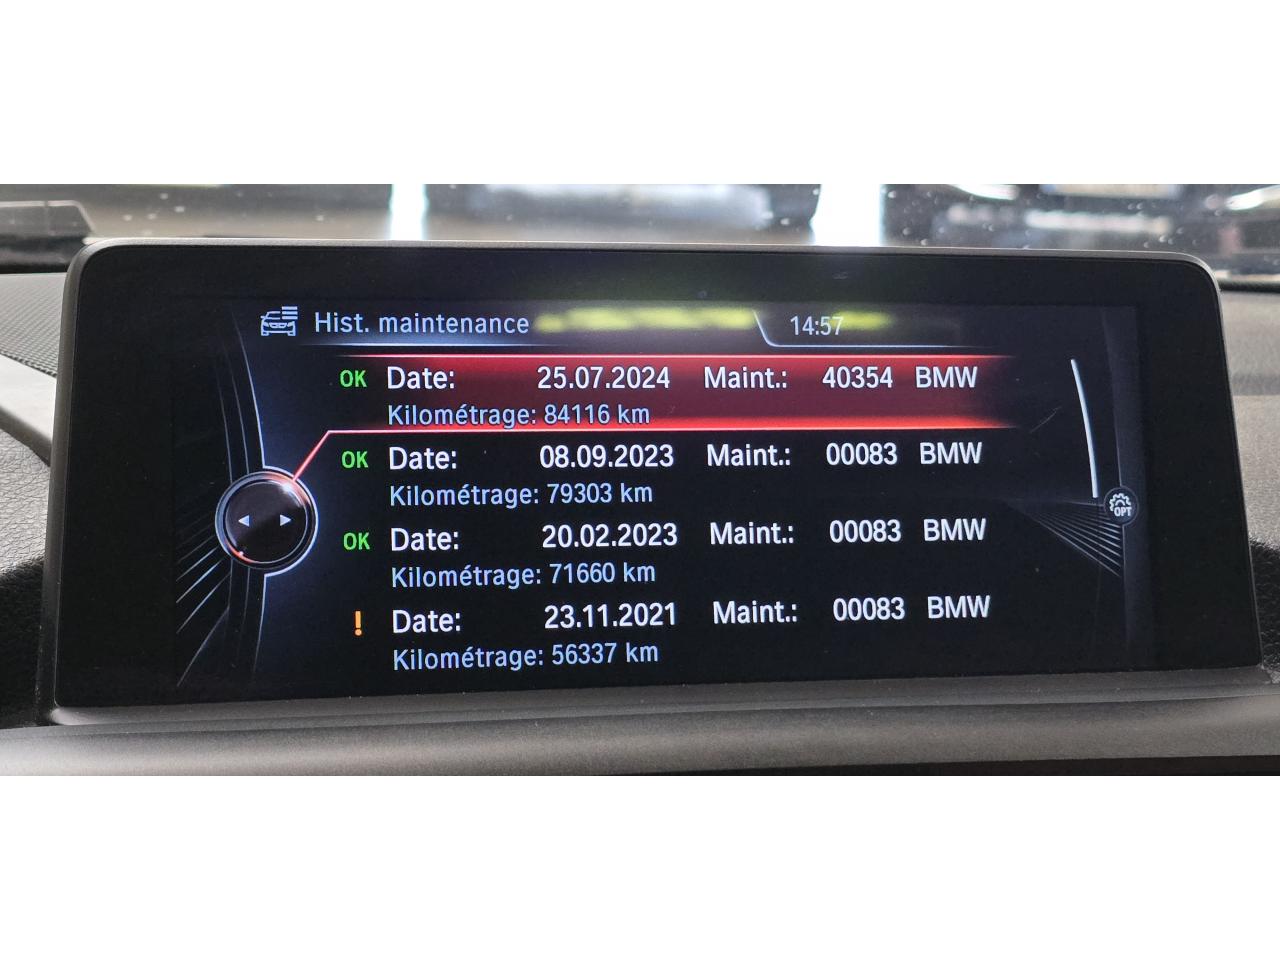 Hist. maintenance 14:57
OK Date: 25.07.2024 Maint.: 40354 BMW
Kilométrage: 84116 km
OK Date: 08.09.2023 Maint.: 00083 BMW
Kilométrage: 79303 km
OK Date: 20.02.2023 Maint.: 00083 BMW
Kilométrage: 71660 km
! Date: 23.11.2021 Maint.: 00083 BMW
Kilométrage: 56337 km
OPT